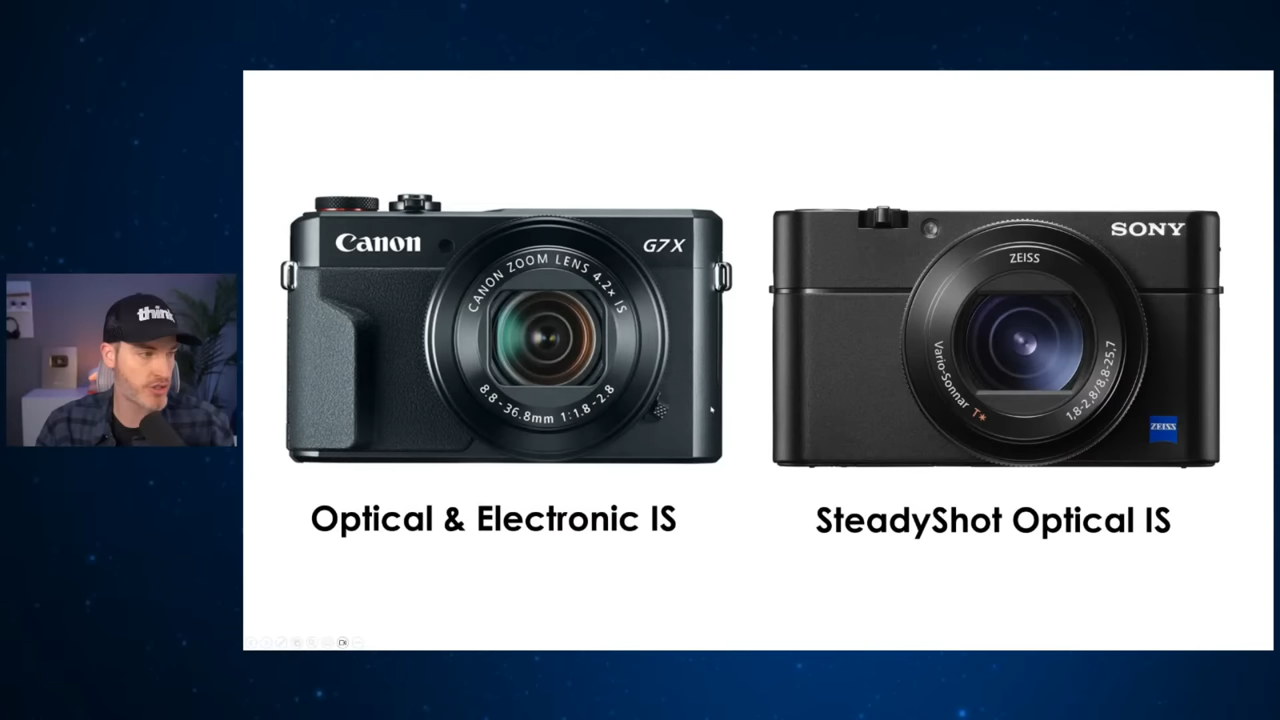 think
Canon
G7X
CANON ZOOM LENS 4.2x IS
8.8-36.8mm 1:1.8-2.8
SONY
ZEISS
Vario-Sonnar T*
1,8-2,8/8,8-25,7
ZEISS
Optical & Electronic IS
SteadyShot Optical IS